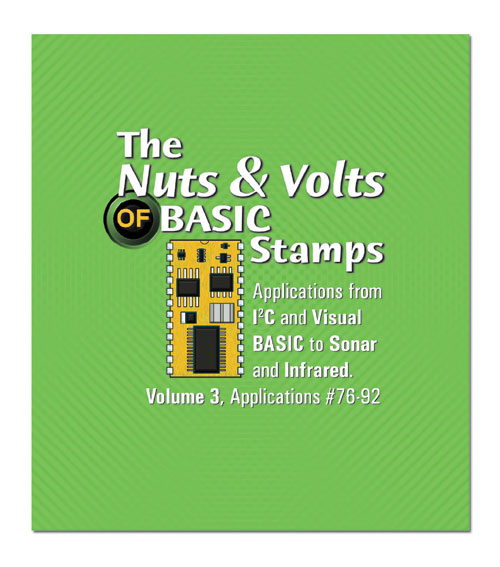 The
Nuts & Volts
OF BASIC
Stamps
Applications from
I²C and Visual
BASIC to Sonar
and Infrared.
Volume 3, Applications #76-92